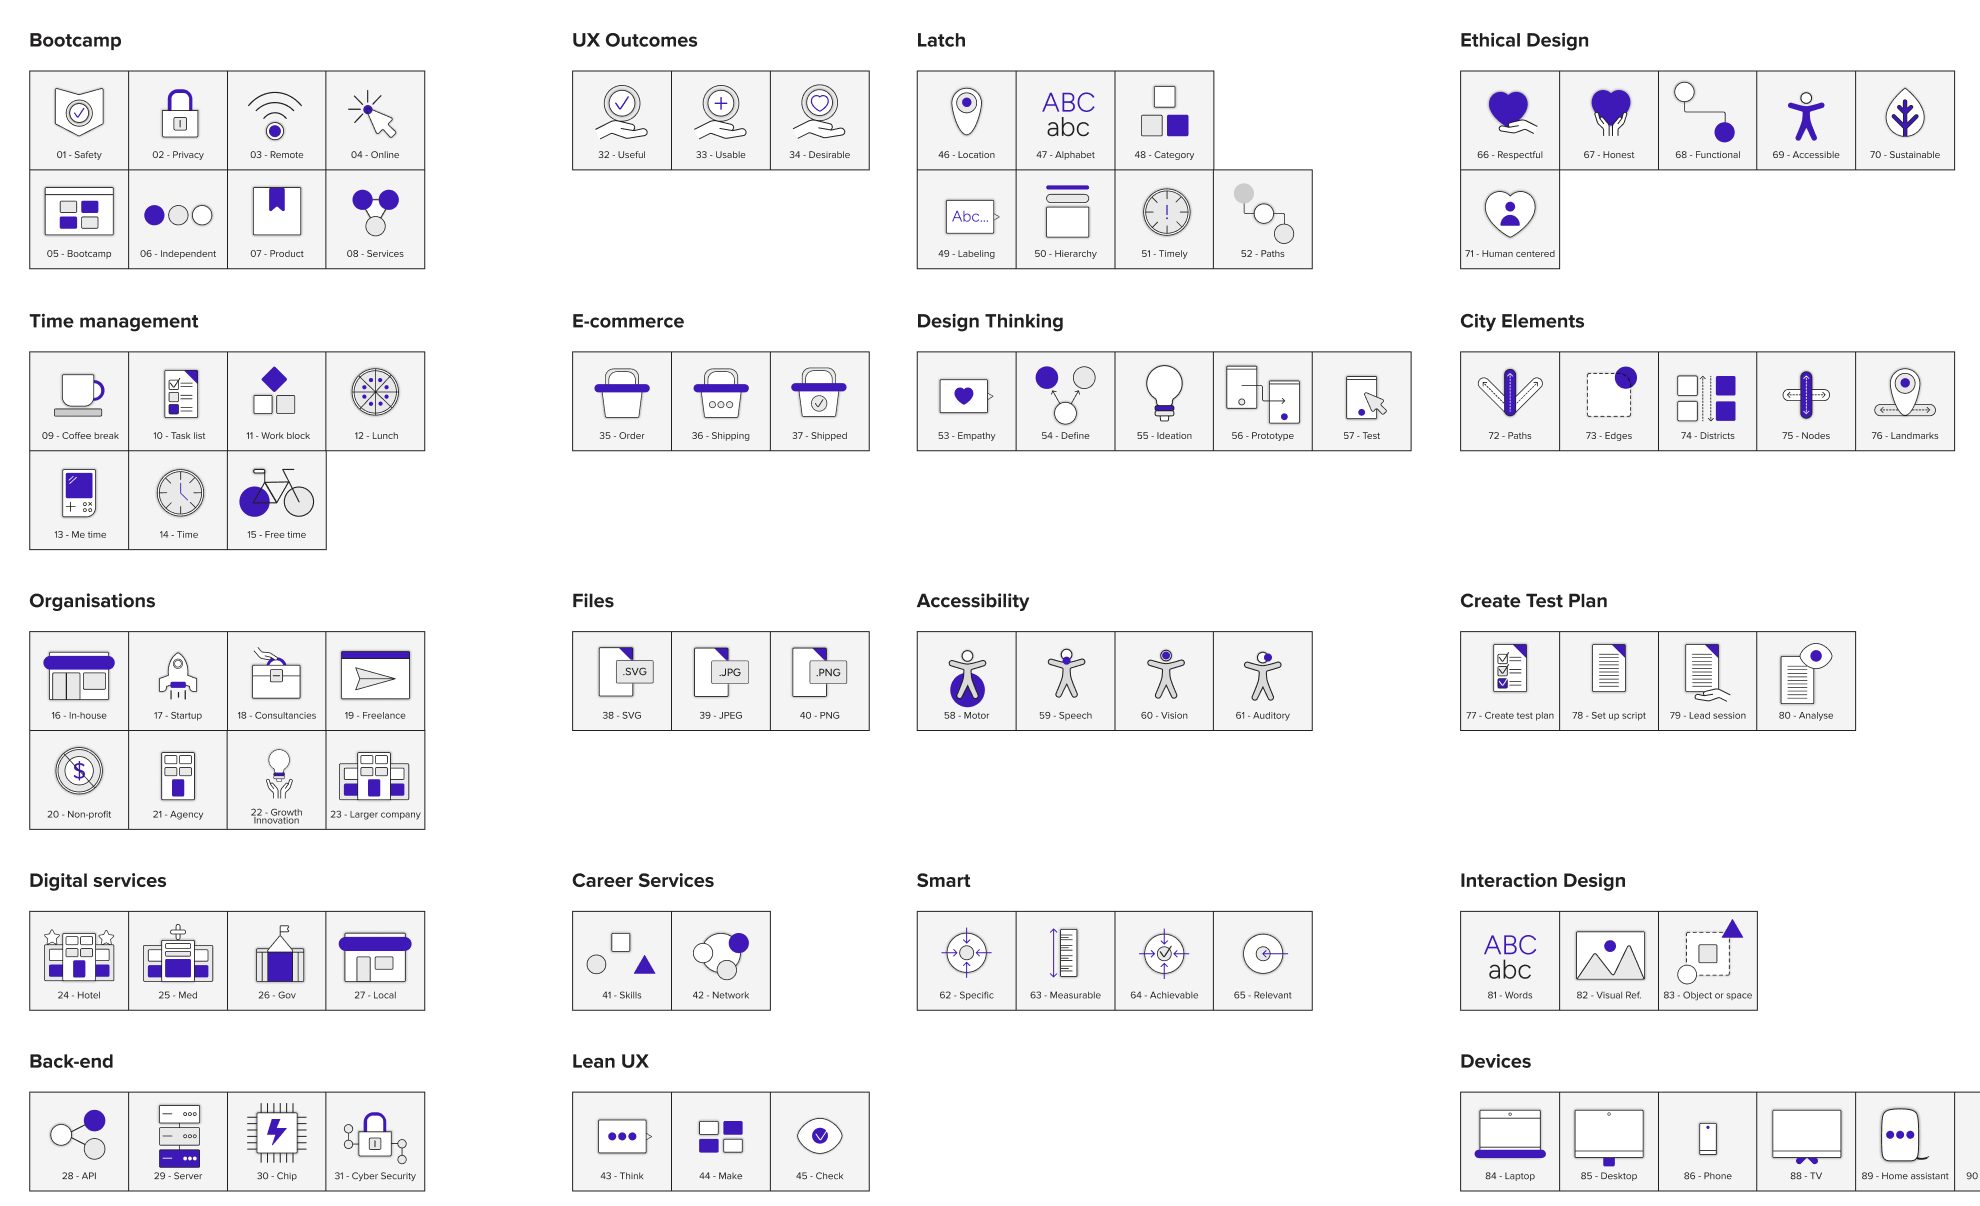 Bootcamp
01 - Safety
02 - Privacy
03 - Remote
04 - Online
05 - Bootcamp
06 - Independent
07 - Product
08 - Services
Time management
09 - Coffee break
10 - Task list
11 - Work block
12 - Lunch
13 - Me time
14 - Time
15 - Free time
Organisations
16 - In-house
17 - Startup
18 - Consultancies
19 - Freelance
$
20 - Non-profit
21 - Agency
22 - Growth
Innovation
23 - Larger company
Digital services
24 - Hotel
25 - Med
26 - Gov
27 - Local
Back-end
28 - API
29 - Server
30 - Chip
31 - Cyber Security
UX Outcomes
32 - Useful
33 - Usable
34 - Desirable
E-commerce
35 - Order
36 - Shipping
37 - Shipped
Files
.SVG
38 - SVG
.JPG
39 - JPEG
.PNG
40 - PNG
Career Services
41 - Skills
42 - Network
Lean UX
43 - Think
44 - Make
45 - Check
Latch
46 - Location
ABC
abc
47 - Alphabet
48 - Category
Abc...
49 - Labeling
50 - Hierarchy
!
51 - Timely
52 - Paths
Design Thinking
53 - Empathy
54 - Define
55 - Ideation
56 - Prototype
57 - Test
Accessibility
58 - Motor
59 - Speech
60 - Vision
61 - Auditory
Smart
62 - Specific
63 - Measurable
64 - Achievable
65 - Relevant
Ethical Design
66 - Respectful
67 - Honest
68 - Functional
69 - Accessible
70 - Sustainable
71 - Human centered
City Elements
72 - Paths
73 - Edges
74 - Districts
75 - Nodes
76 - Landmarks
Create Test Plan
77 - Create test plan
78 - Set up script
79 - Lead session
80 - Analyse
Interaction Design
ABC
abc
81 - Words
82 - Visual Ref.
83 - Object or space
Devices
84 - Laptop
85 - Desktop
86 - Phone
88 - TV
89 - Home assistant
90